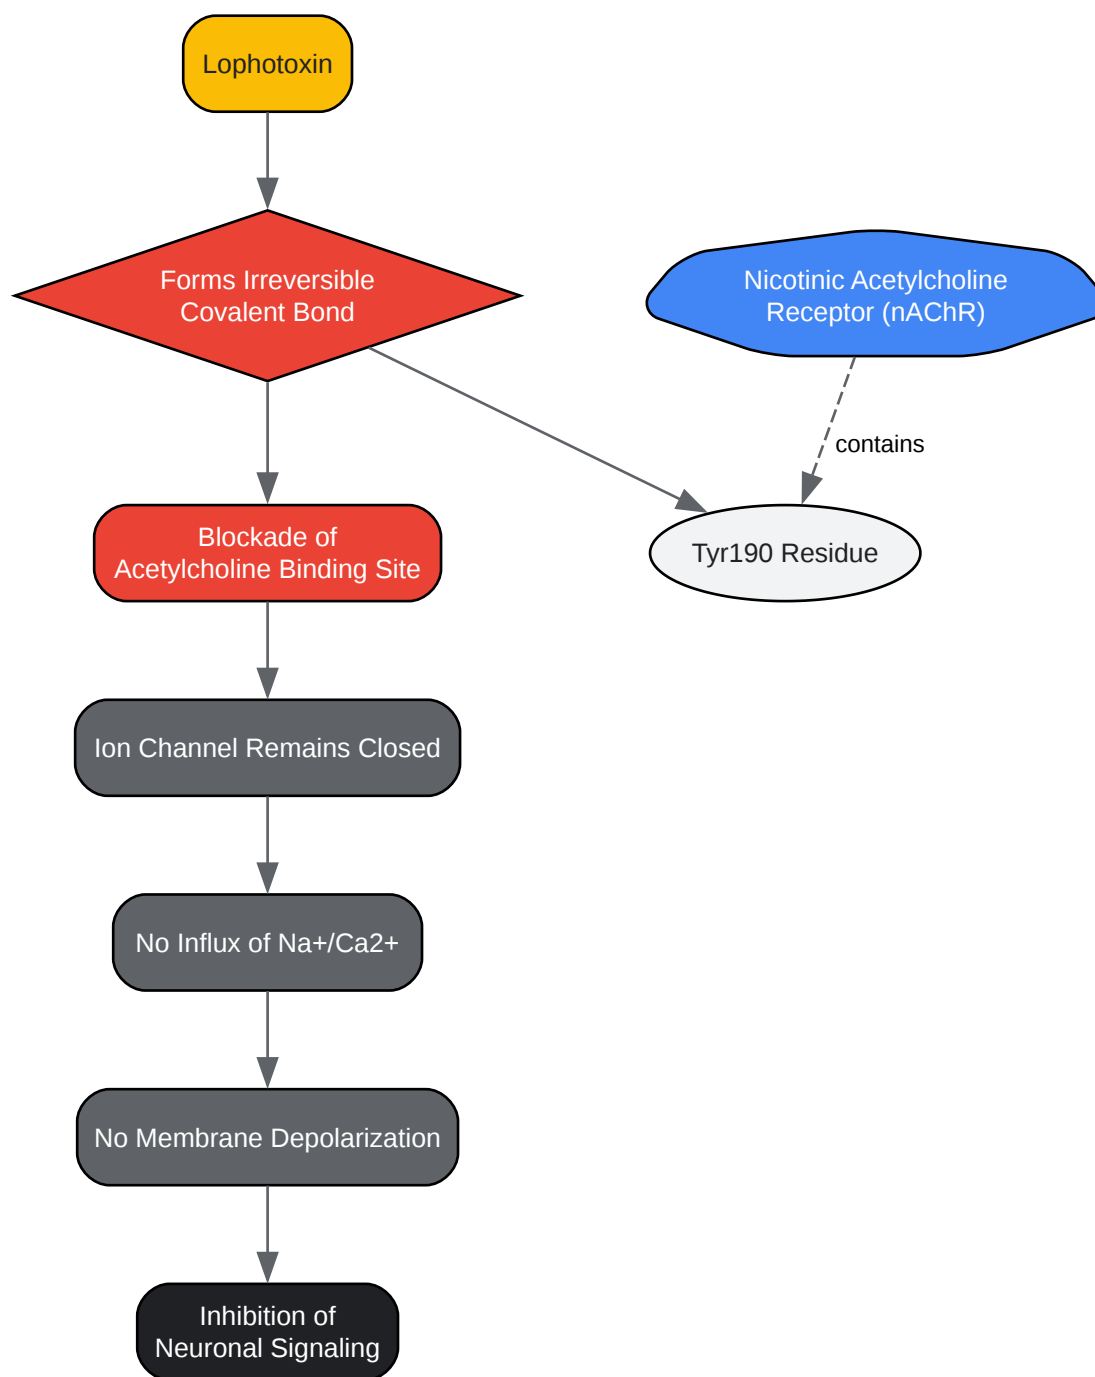 Lophotoxin
Forms Irreversible
Covalent Bond
Nicotinic Acetylcholine
Receptor (nAChR)
contains
Blockade of
Acetylcholine Binding Site
Tyr190 Residue
Ion Channel Remains Closed
No Influx of Na+/Ca2+
No Membrane Depolarization
Inhibition of
Neuronal Signaling